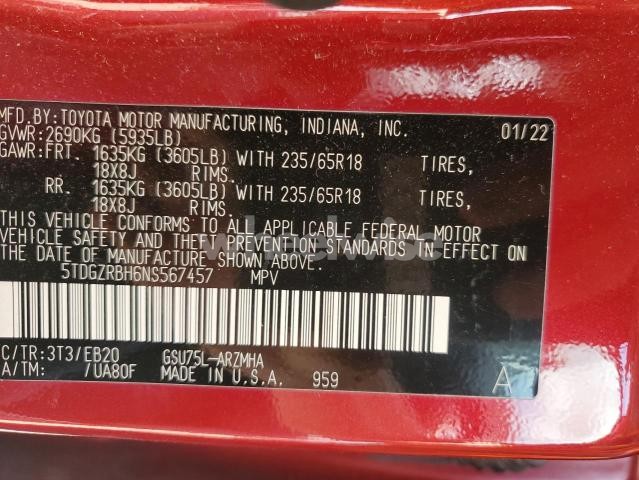 MFD.BY:TOYOTA MOTOR MANUFACTURING, INDIANA, INC. 01/22
GVWR:2690KG (5935LB)
GAWR:FRT. 1635KG (3605LB) WITH 235/65R18 TIRES,
18X8J RIMS.
RR. 1635KG (3605LB) WITH 235/65R18 TIRES,
18X8J RIMS.
THIS VEHICLE CONFORMS TO ALL APPLICABLE FEDERAL MOTOR
VEHICLE SAFETY AND THEFT PREVENTION STANDARDS IN EFFECT ON
THE DATE OF MANUFACTURE SHOWN ABOVE.
5TDGZRBH6NS567457 MPV
C/TR:3T3/EB20 GSU75L-ARZMHA
A/TM: /UA80F MADE IN U.S.A. 959 A